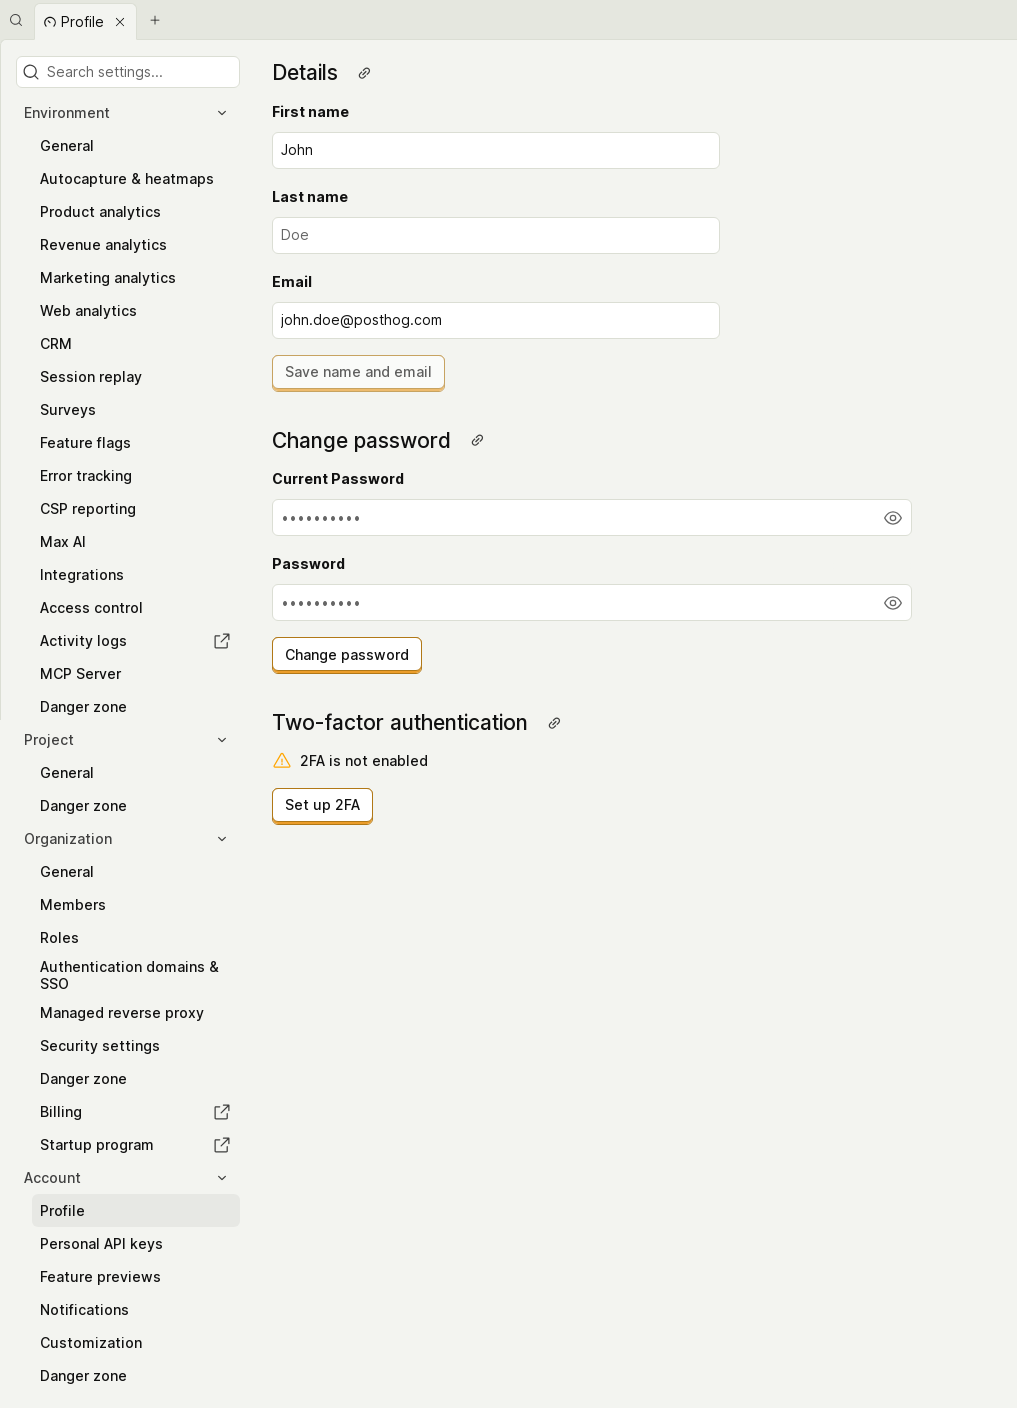 Profile
Search settings...
Environment
General
Autocapture & heatmaps
Product analytics
Revenue analytics
Marketing analytics
Web analytics
CRM
Session replay
Surveys
Feature flags
Error tracking
CSP reporting
Max AI
Integrations
Access control
Activity logs
MCP Server
Danger zone
Project
General
Danger zone
Organization
General
Members
Roles
Authentication domains &
SSO
Managed reverse proxy
Security settings
Danger zone
Billing
Startup program
Account
Profile
Personal API keys
Feature previews
Notifications
Customization
Danger zone
Details
First name
John
Last name
Doe
Email
john.doe@posthog.com
Save name and email
Change password
Current Password
••••••••••
Password
••••••••••
Change password
Two-factor authentication
2FA is not enabled
Set up 2FA